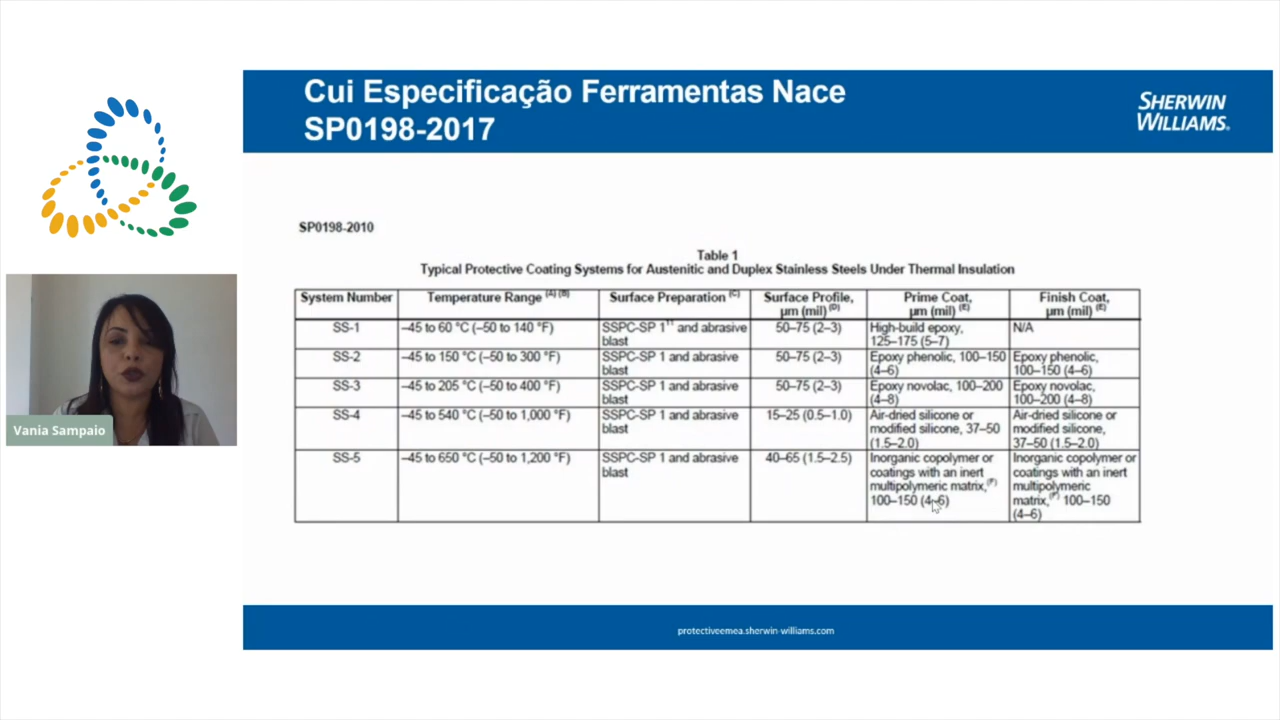 Cui Especificação Ferramentas Nace
SP0198-2017
SHERWIN
WILLIAMS.
SP0198-2010
Table 1
Typical Protective Coating Systems for Austenitic and Duplex Stainless Steels Under Thermal Insulation
System Number
Temperature Range (A) (B)
Surface Preparation (C)
Surface Profile,
µm (mil) (D)
Prime Coat,
µm (mil) (E)
Finish Coat,
µm (mil) (E)
SS-1
–45 to 60 °C (–50 to 140 °F)
SSPC-SP 1¹¹ and abrasive
blast
50–75 (2–3)
High-build epoxy,
125–175 (5–7)
N/A
SS-2
–45 to 150 °C (–50 to 300 °F)
SSPC-SP 1 and abrasive
blast
50–75 (2–3)
Epoxy phenolic, 100–150
(4–6)
Epoxy phenolic,
100–150 (4–6)
SS-3
–45 to 205 °C (–50 to 400 °F)
SSPC-SP 1 and abrasive
blast
50–75 (2–3)
Epoxy novolac, 100–200
(4–8)
Epoxy novolac,
100–200 (4–8)
SS-4
–45 to 540 °C (–50 to 1,000 °F)
SSPC-SP 1 and abrasive
blast
15–25 (0.5–1.0)
Air-dried silicone or
modified silicone, 37–50
(1.5–2.0)
Air-dried silicone or
modified silicone,
37–50 (1.5–2.0)
SS-5
–45 to 650 °C (–50 to 1,200 °F)
SSPC-SP 1 and abrasive
blast
40–65 (1.5–2.5)
Inorganic copolymer or
coatings with an inert
multipolymeric matrix,(F)
100–150 (4–6)
Inorganic copolymer or
coatings with an inert
multipolymeric
matrix,(F) 100–150
(4–6)
Vania Sampaio
protectiveemea.sherwin-williams.com